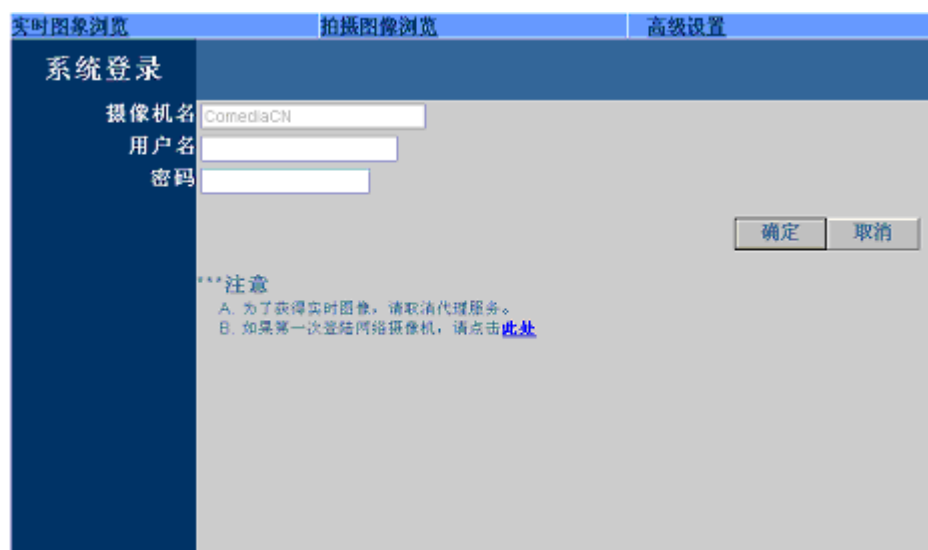 实时图象浏览 拍摄图像浏览 高级设置
系统登录
摄像机名 ComediaCN
用户名
密码
确定 取消
***注意
A. 为了获得实时图像，请取消代理服务。
B. 如果第一次登陆网络摄像机，请点击此处